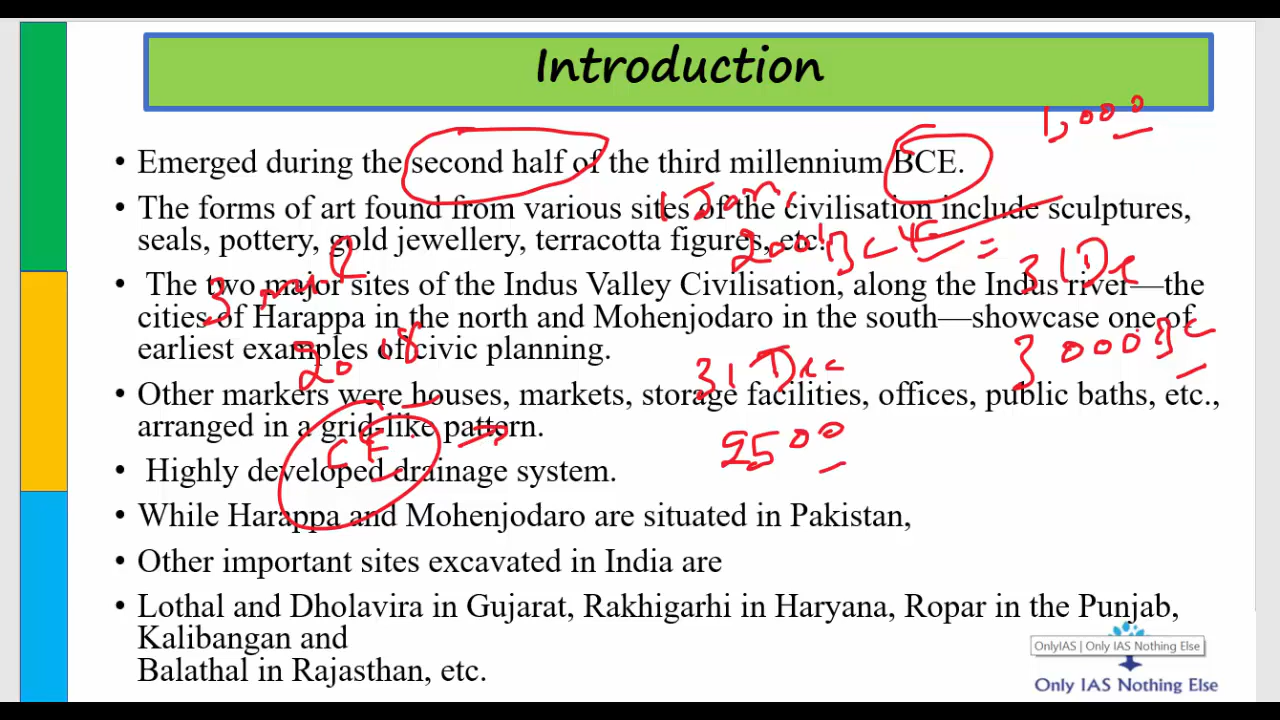 Introduction
1,000
• Emerged during the second half of the third millennium BCE.
• The forms of art found from various sites of the civilisation include sculptures,
seals, pottery, gold jewellery, terracotta figures, etc.
1 Jan
2001 BCE =
31 Dec
3000 BC
• The two major sites of the Indus Valley Civilisation, along the Indus river—the
cities of Harappa in the north and Mohenjodaro in the south—showcase one of
earliest examples of civic planning.
2018
31 Dec
2500
• Other markers were houses, markets, storage facilities, offices, public baths, etc.,
arranged in a grid-like pattern.
CE
• Highly developed drainage system.
• While Harappa and Mohenjodaro are situated in Pakistan,
• Other important sites excavated in India are
• Lothal and Dholavira in Gujarat, Rakhigarhi in Haryana, Ropar in the Punjab,
Kalibangan and
Balathal in Rajasthan, etc.
OnlyIAS | Only IAS Nothing Else
Only IAS Nothing Else